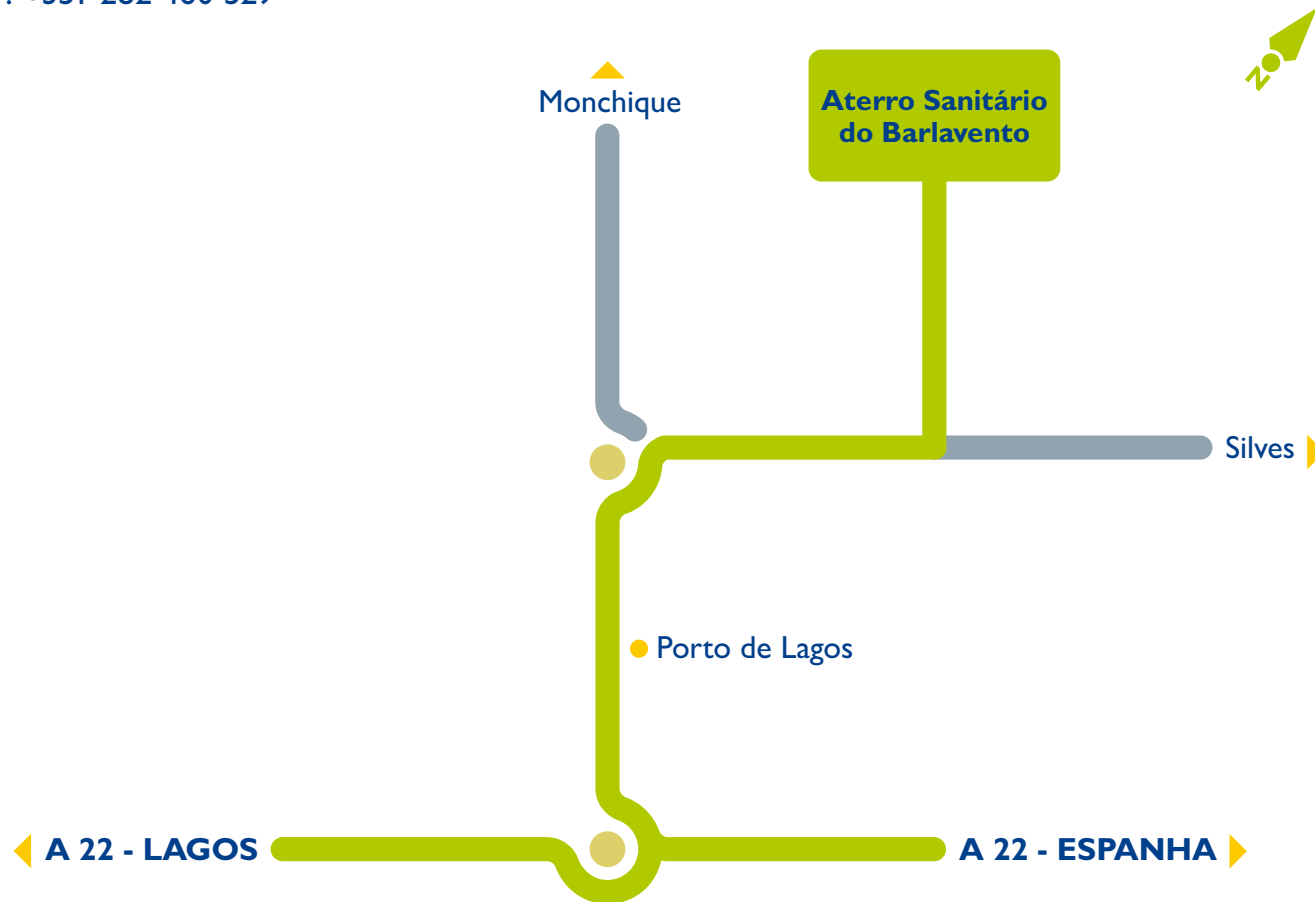 Monchique
Aterro Sanitário
do Barlavento
N
Silves
Porto de Lagos
A 22 - LAGOS
A 22 - ESPANHA